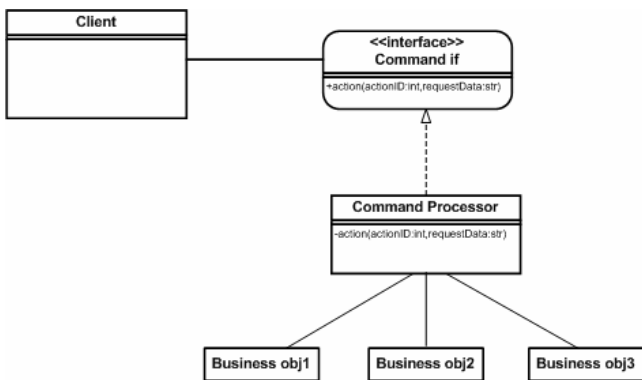 Client
<<interface>>
Command if
+action(actionID:int,requestData:str)
Command Processor
-action(actionID:int,requestData:str)
Business obj1
Business obj2
Business obj3